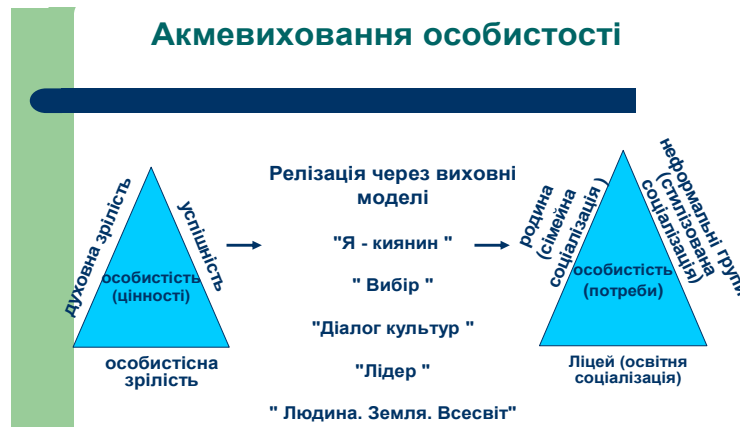 Акмевиховання особистості
духовна зрілість
успішність
особистість
(цінності)
особистісна
зрілість
Релізація через виховні
моделі
"Я - киянин "
" Вибір "
"Діалог культур "
"Лідер "
" Людина. Земля. Всесвіт"
родина
(сімейна
соціалізація )
неформальні групи
(стилізована
соціалізація)
особистість
(потреби)
Ліцей (освітня
соціалізація)